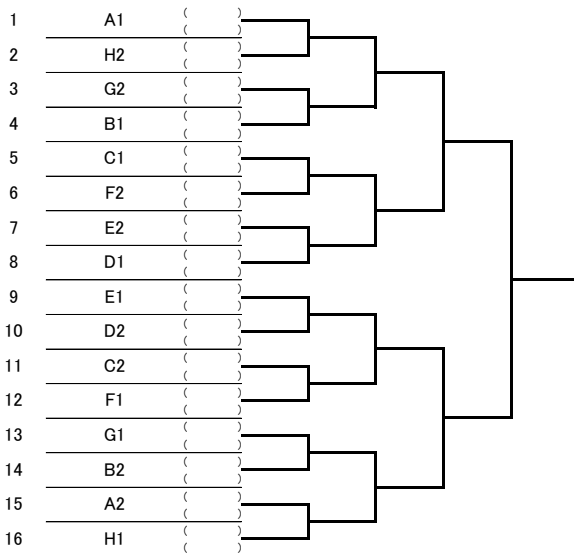 1 A1 ( )
( )
2 H2 ( )
( )
3 G2 ( )
( )
4 B1 ( )
( )
5 C1 ( )
( )
6 F2 ( )
( )
7 E2 ( )
( )
8 D1 ( )
( )
9 E1 ( )
( )
10 D2 ( )
( )
11 C2 ( )
( )
12 F1 ( )
( )
13 G1 ( )
( )
14 B2 ( )
( )
15 A2 ( )
( )
16 H1 ( )
( )